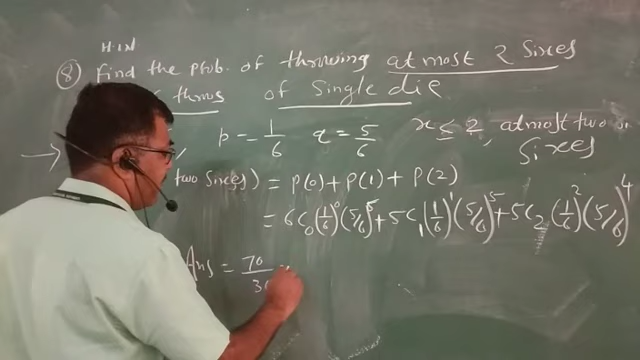 H.W
⑧ Find the prob. of throwing at most 2 Sixes
throws of Single die
p = 1/6 q = 5/6 x ≤ 2, atmost two
Sixes
two sixes) = P(0) + P(1) + P(2)
= 6C₀ (1/6)⁰ (5/6)⁶ + 5C₁ (1/6)¹ (5/6)⁵ + 5C₂ (1/6)² (5/6)⁴
Ans = 70/3